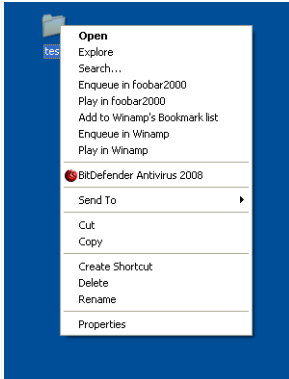 tes
Open
Explore
Search...
Enqueue in foobar2000
Play in foobar2000
Add to Winamp's Bookmark list
Enqueue in Winamp
Play in Winamp
BitDefender Antivirus 2008
Send To
Cut
Copy
Create Shortcut
Delete
Rename
Properties